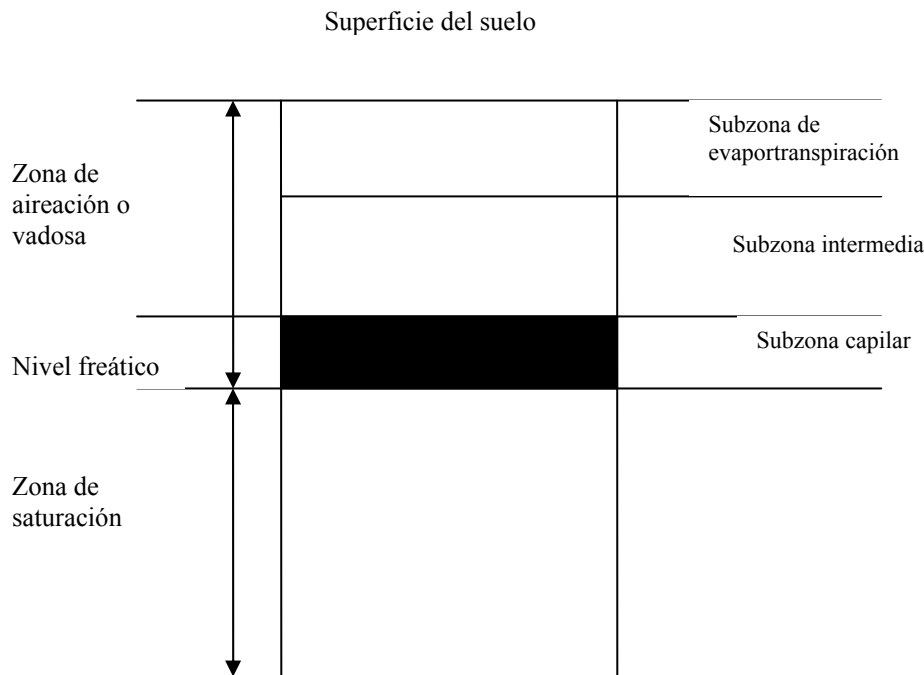 Superficie del suelo
Subzona de
evaportranspiración
Zona de
aireación o
vadosa
Subzona intermedia
Subzona capilar
Nivel freático
Zona de
saturación